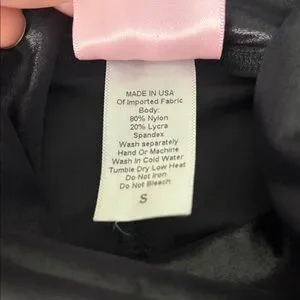 MADE IN USA
Of Imported Fabric
Body:
80% Nylon
20% Lycra
Spandex
Wash separately
Hand Or Machine
Wash In Cold Water
Tumble Dry Low Heat
Do Not Iron
Do Not Bleach
S